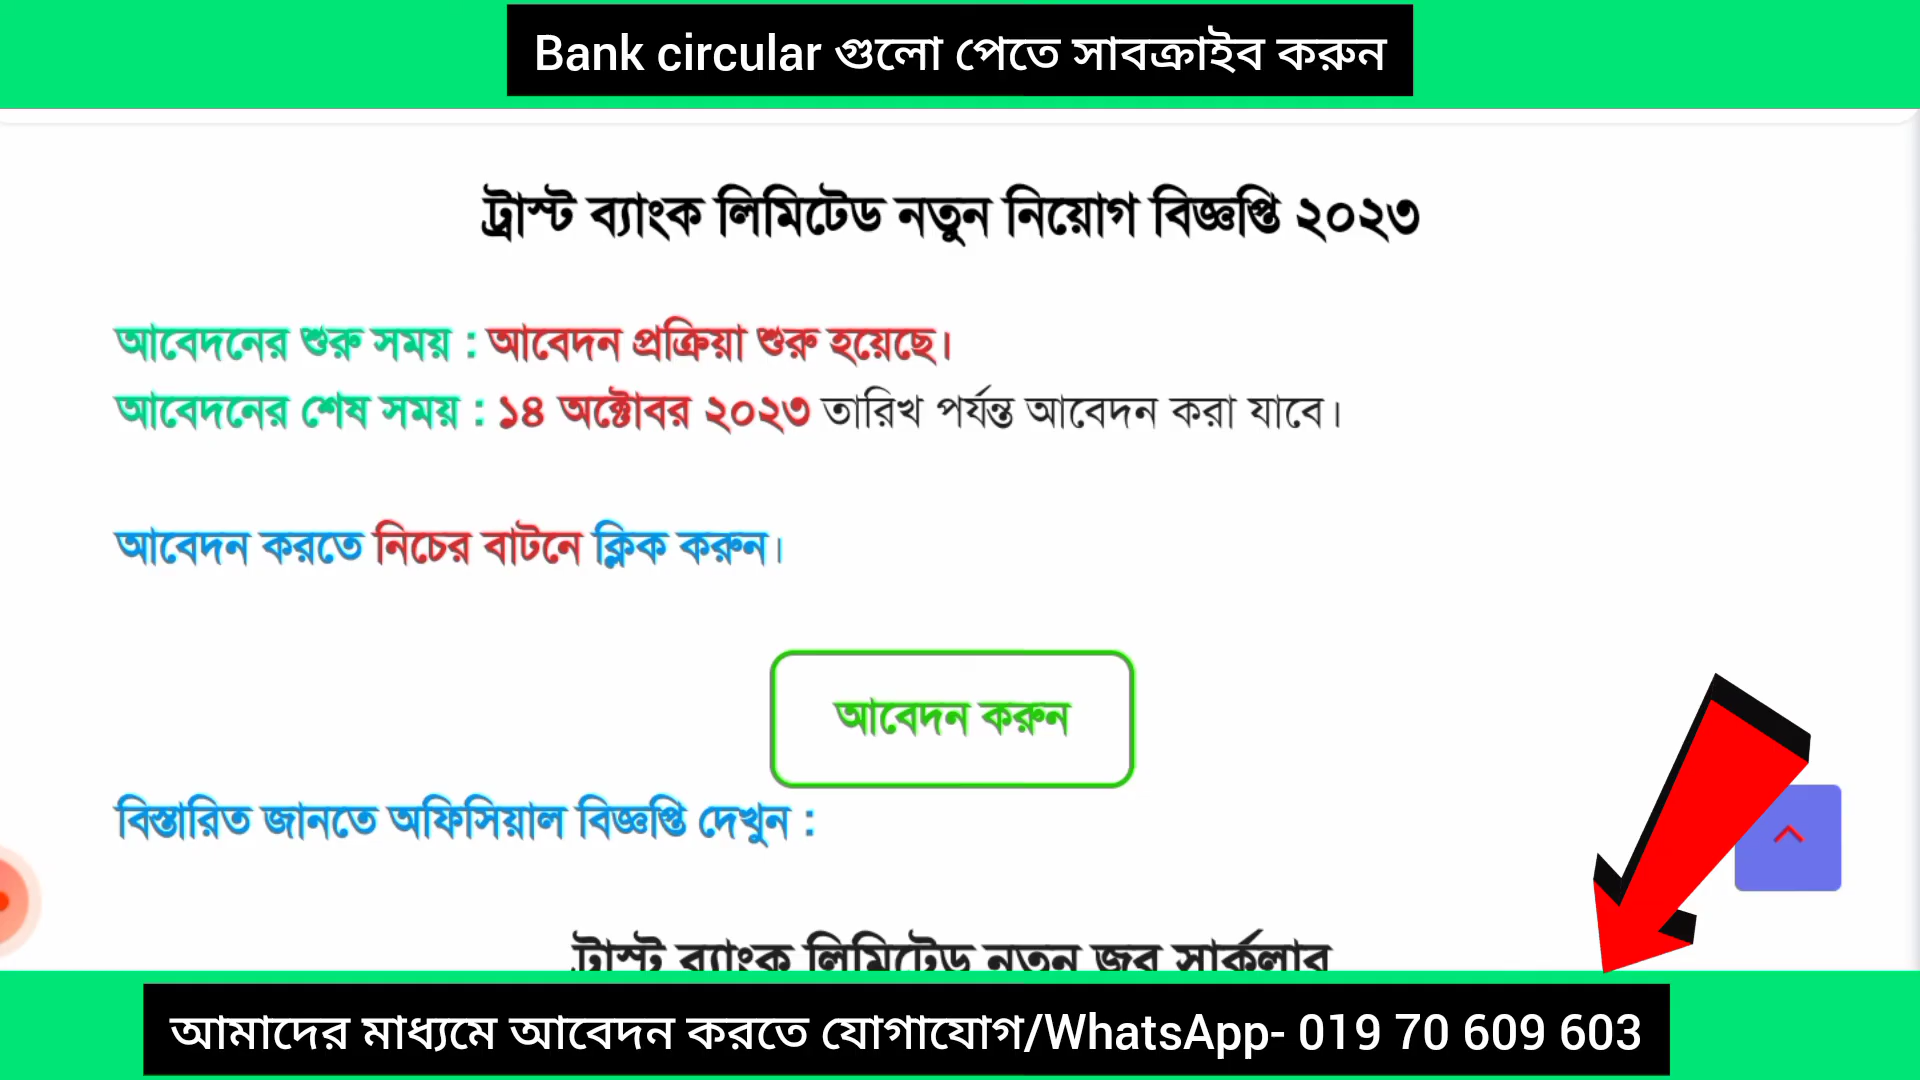 Bank circular গুলো পেতে সাবক্রাইব করুন
ট্রাস্ট ব্যাংক লিমিটেড নতুন নিয়োগ বিজ্ঞপ্তি ২০২৩
আবেদনের শুরু সময় : আবেদন প্রক্রিয়া শুরু হয়েছে।
আবেদনের শেষ সময় : ১৪ অক্টোবর ২০২৩ তারিখ পর্যন্ত আবেদন করা যাবে।
আবেদন করতে নিচের বাটনে ক্লিক করুন।
আবেদন করুন
বিস্তারিত জানতে অফিসিয়াল বিজ্ঞপ্তি দেখুন :
ট্রাস্ট ব্যাংক লিমিটেড নতুন জব সার্কুলার
আমাদের মাধ্যমে আবেদন করতে যোগাযোগ/WhatsApp- 019 70 609 603